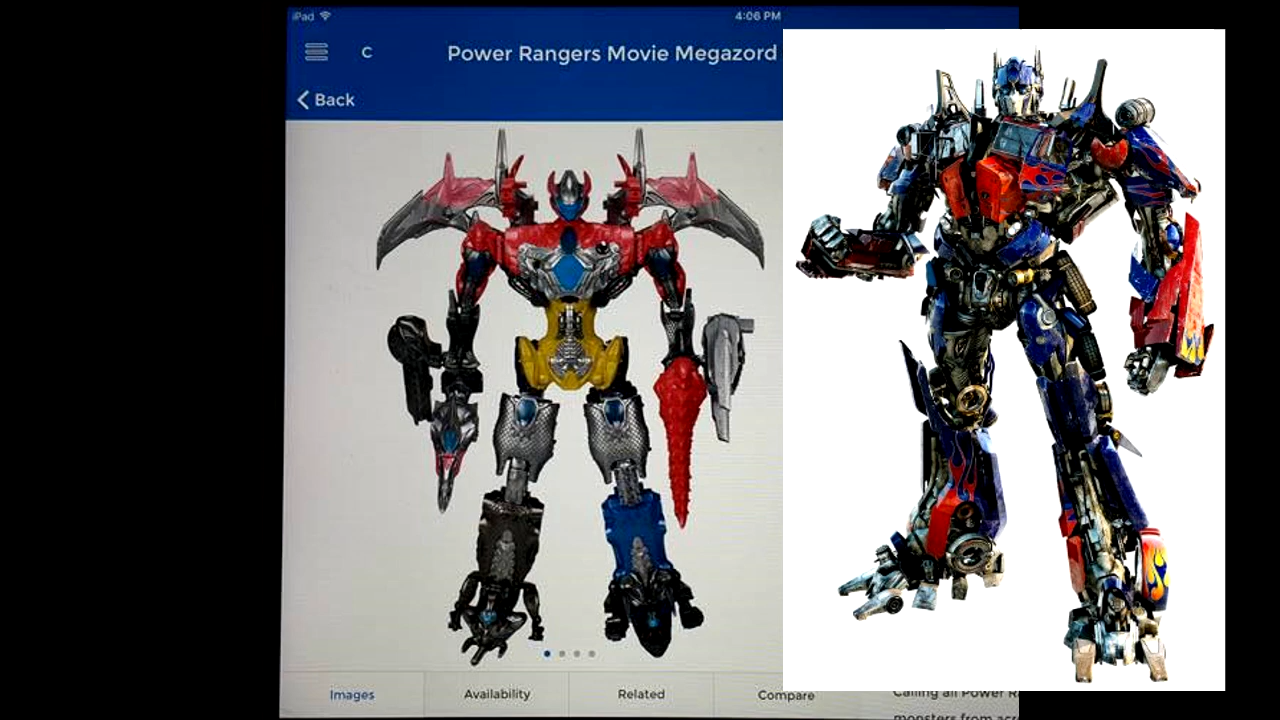 iPad
4:06 PM
C
Power Rangers Movie Megazord
Back
Images
Availability
Related
Compare
Calling all Power R
monsters from acr